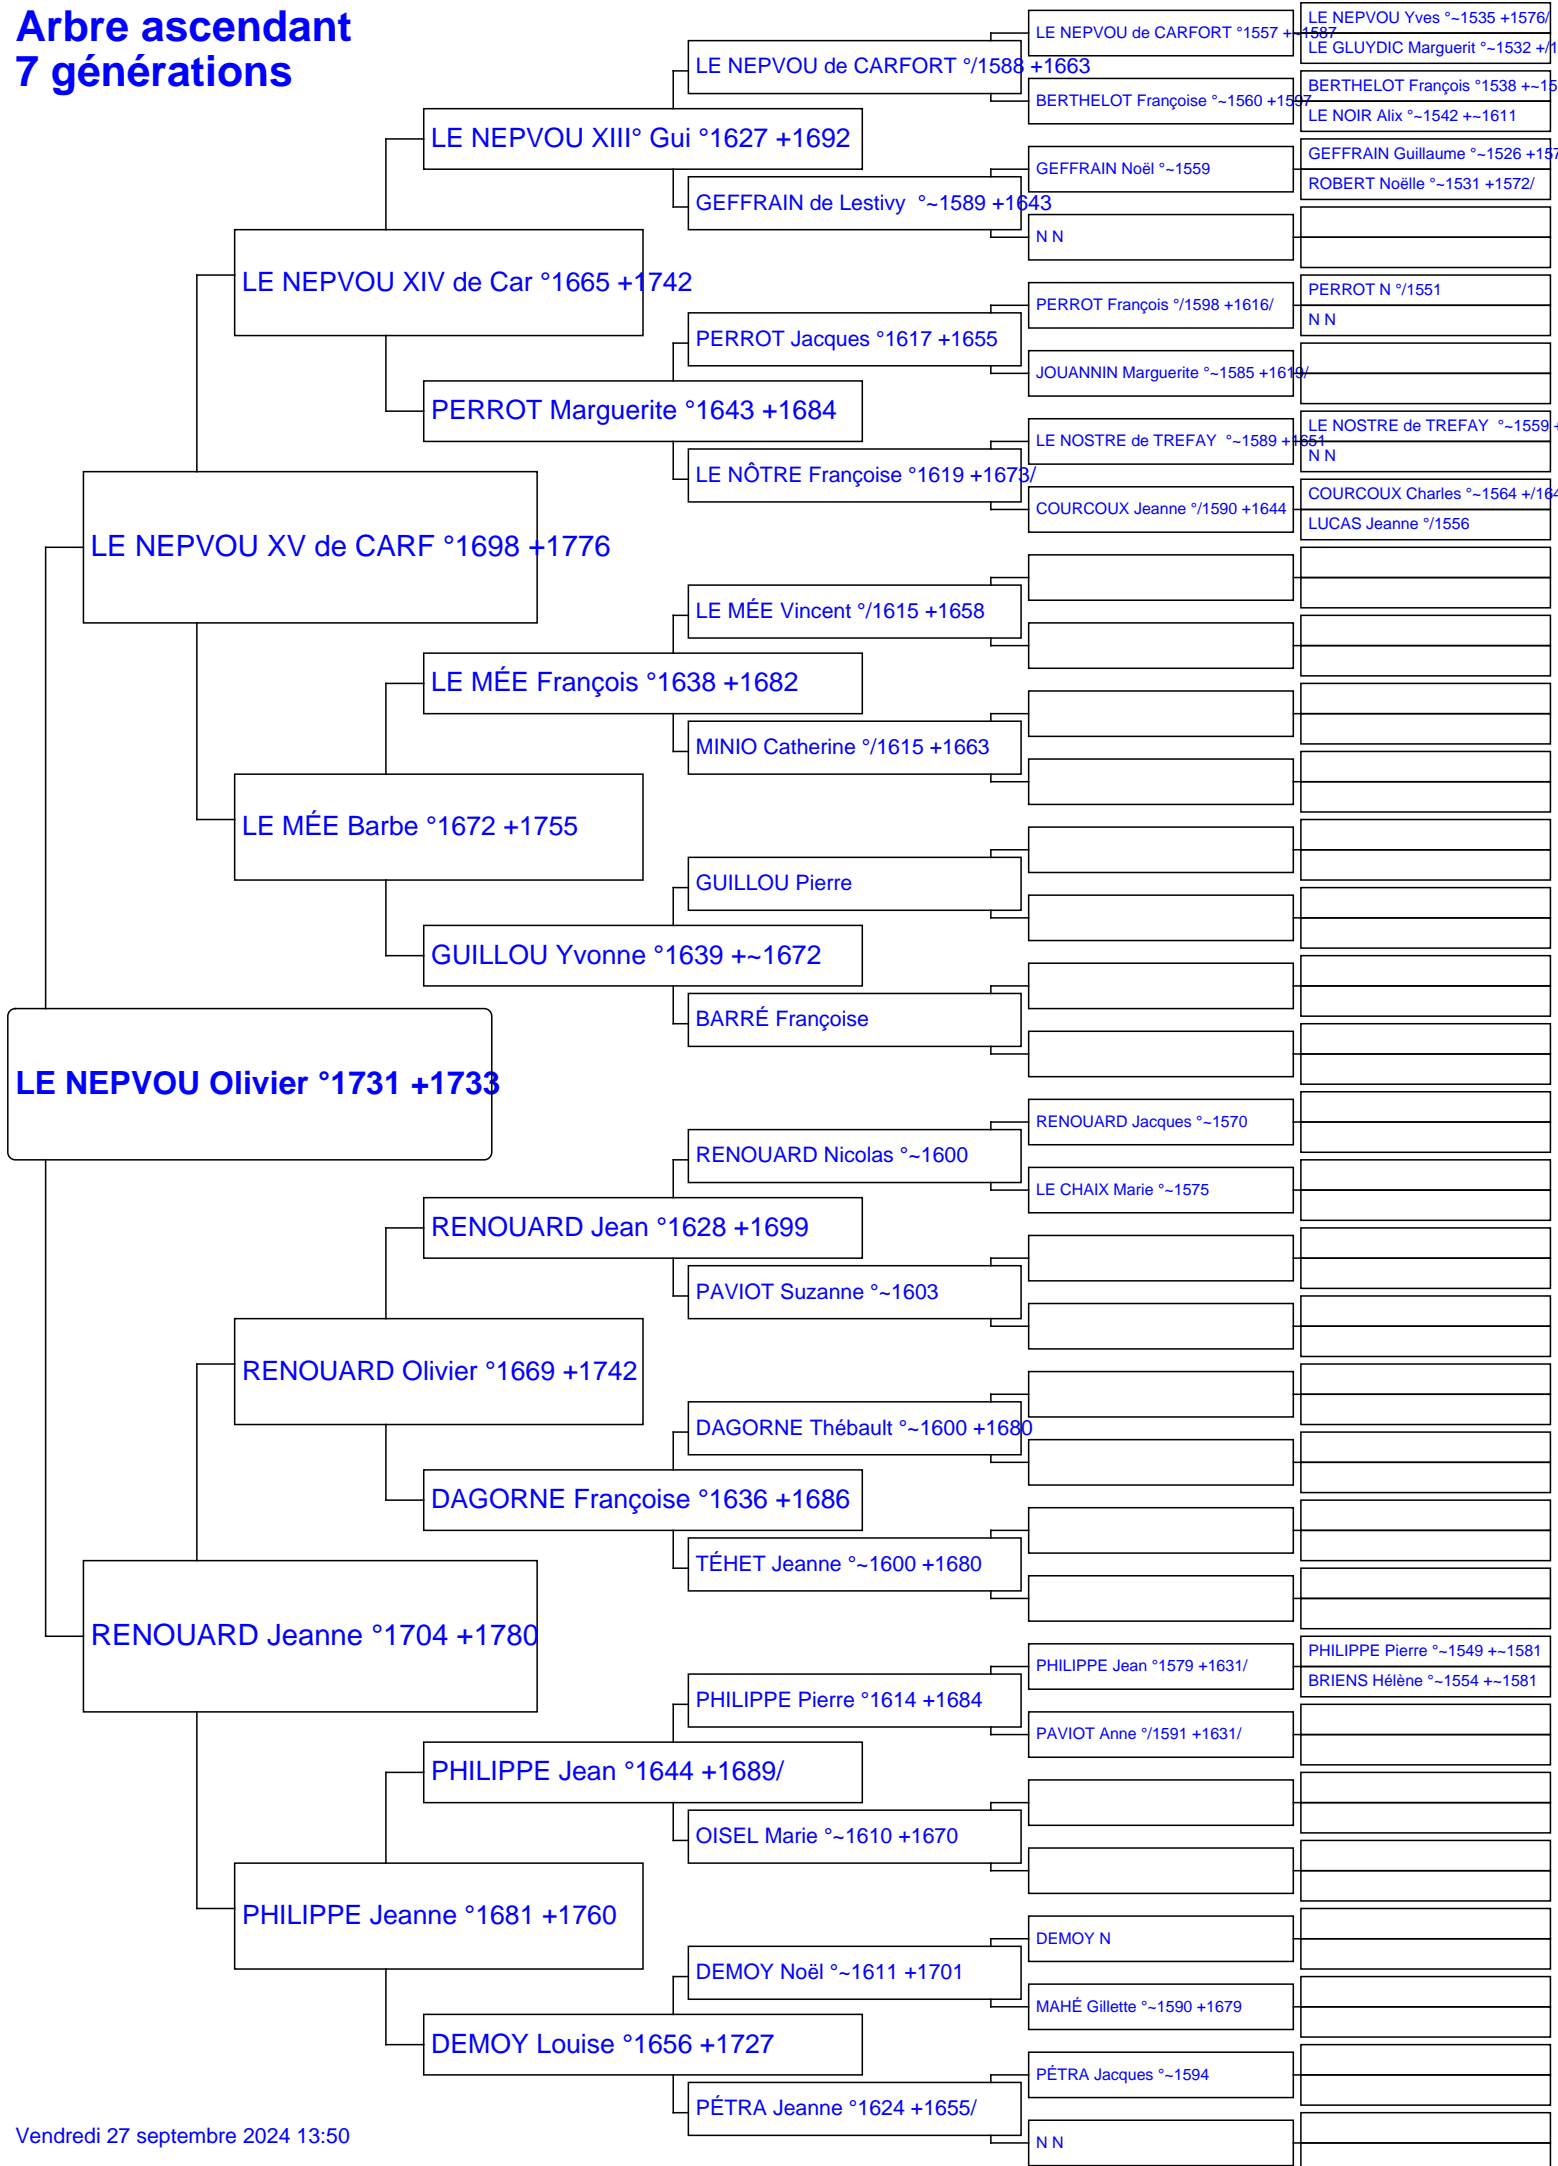 Arbre ascendant
7 générations
LE NEPVOU Olivier °1731 +1733
LE NEPVOU XV de CARF °1698 +1776
RENOUARD Jeanne °1704 +1780
LE NEPVOU XIV de Car °1665 +1742
LE MÉE Barbe °1672 +1755
RENOUARD Olivier °1669 +1742
PHILIPPE Jeanne °1681 +1760
LE NEPVOU XIII° Gui °1627 +1692
PERROT Marguerite °1643 +1684
LE MÉE François °1638 +1682
GUILLOU Yvonne °1639 +~1672
RENOUARD Jean °1628 +1699
DAGORNE Françoise °1636 +1686
PHILIPPE Jean °1644 +1689/
DEMOY Louise °1656 +1727
LE NEPVOU de CARFORT °/1588 +1663
GEFFRAIN de Lestivy °~1589 +1643
PERROT Jacques °1617 +1655
LE NÔTRE Françoise °1619 +1673/
LE MÉE Vincent °/1615 +1658
MINIO Catherine °/1615 +1663
GUILLOU Pierre
BARRÉ Françoise
RENOUARD Nicolas °~1600
PAVIOT Suzanne °~1603
DAGORNE Thébault °~1600 +1680
TÉHET Jeanne °~1600 +1680
PHILIPPE Pierre °1614 +1684
OISEL Marie °~1610 +1670
DEMOY Noël °~1611 +1701
PÉTRA Jeanne °1624 +1655/
LE NEPVOU de CARFORT °1557 +~1587
BERTHELOT Françoise °~1560 +1597
GEFFRAIN Noël °~1559
N N
PERROT François °/1598 +1616/
JOUANNIN Marguerite °~1585 +1619/
LE NOSTRE de TREFAY °~1589 +1651
COURCOUX Jeanne °/1590 +1644
RENOUARD Jacques °~1570
LE CHAIX Marie °~1575
PHILIPPE Jean °1579 +1631/
PAVIOT Anne °/1591 +1631/
DEMOY N
MAHÉ Gillette °~1590 +1679
PÉTRA Jacques °~1594
N N
LE NEPVOU Yves °~1535 +1576/
LE GLUYDIC Marguerit °~1532 +/1
BERTHELOT François °1538 +~15
LE NOIR Alix °~1542 +~1611
GEFFRAIN Guillaume °~1526 +157
ROBERT Noëlle °~1531 +1572/
PERROT N °/1551
N N
LE NOSTRE de TREFAY °~1559 +
N N
COURCOUX Charles °~1564 +/164
LUCAS Jeanne °/1556
PHILIPPE Pierre °~1549 +~1581
BRIENS Hélène °~1554 +~1581
Vendredi 27 septembre 2024 13:50